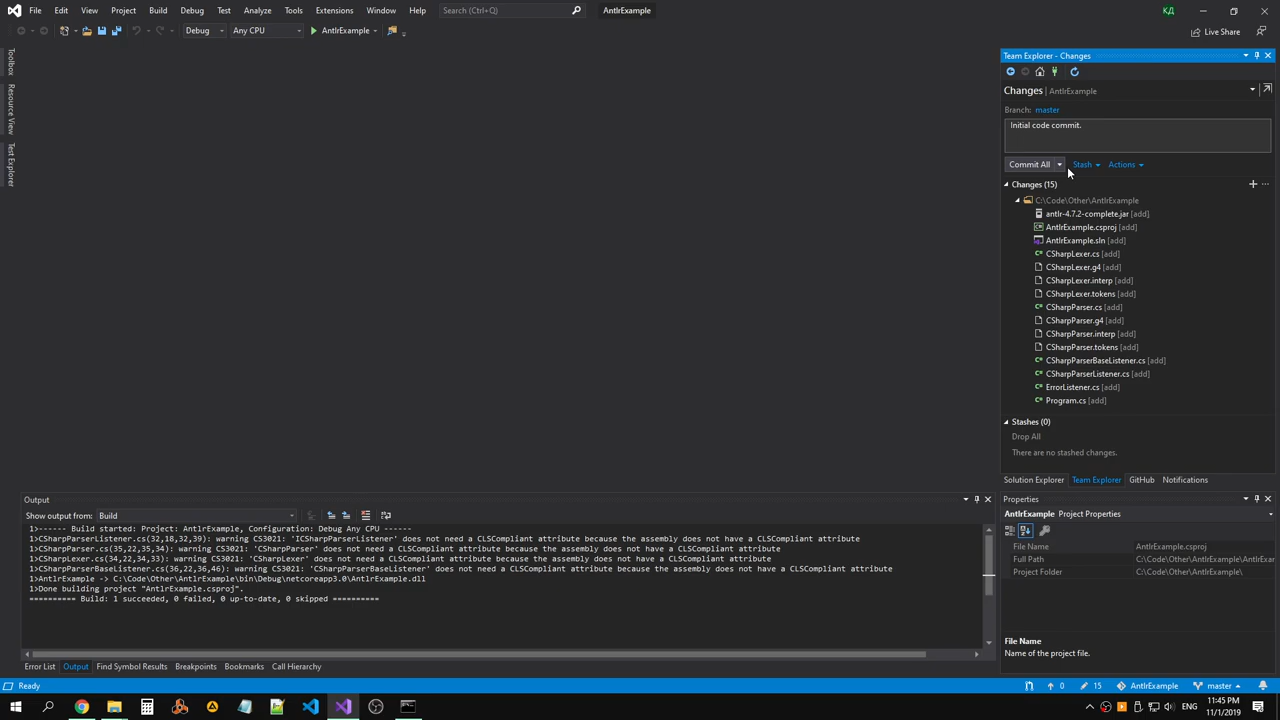 File Edit View Project Build Debug Test Analyze Tools Extensions Window Help Search (Ctrl+Q) AntlrExample КД
Debug Any CPU AntlrExample Live Share
Toolbox
Resource View
Test Explorer
Team Explorer - Changes
Changes | AntlrExample
Branch: master
Initial code commit.
Commit All Stash Actions
Changes (15)
C:\Code\Other\AntlrExample
antlr-4.7.2-complete.jar [add]
AntlrExample.csproj [add]
AntlrExample.sln [add]
CSharpLexer.cs [add]
CSharpLexer.g4 [add]
CSharpLexer.interp [add]
CSharpLexer.tokens [add]
CSharpParser.cs [add]
CSharpParser.g4 [add]
CSharpParser.interp [add]
CSharpParser.tokens [add]
CSharpParserBaseListener.cs [add]
CSharpParserListener.cs [add]
ErrorListener.cs [add]
Program.cs [add]
Stashes (0)
Drop All
There are no stashed changes.
Solution Explorer Team Explorer GitHub Notifications
Properties
AntlrExample Project Properties
File Name AntlrExample.csproj
Full Path C:\Code\Other\AntlrExample\AntlrExar
Project Folder C:\Code\Other\AntlrExample\
File Name
Name of the project file.
Output
Show output from: Build
1>------ Build started: Project: AntlrExample, Configuration: Debug Any CPU ------
1>CSharpParserListener.cs(32,18,32,39): warning CS3021: 'ICSharpParserListener' does not need a CLSCompliant attribute because the assembly does not have a CLSCompliant attribute
1>CSharpParser.cs(35,22,35,34): warning CS3021: 'CSharpParser' does not need a CLSCompliant attribute because the assembly does not have a CLSCompliant attribute
1>CSharpLexer.cs(34,22,34,33): warning CS3021: 'CSharpLexer' does not need a CLSCompliant attribute because the assembly does not have a CLSCompliant attribute
1>CSharpParserBaseListener.cs(36,22,36,46): warning CS3021: 'CSharpParserBaseListener' does not need a CLSCompliant attribute because the assembly does not have a CLSCompliant attribute
1>AntlrExample -> C:\Code\Other\AntlrExample\bin\Debug\netcoreapp3.0\AntlrExample.dll
1>Done building project "AntlrExample.csproj".
========== Build: 1 succeeded, 0 failed, 0 up-to-date, 0 skipped ==========
Error List Output Find Symbol Results Breakpoints Bookmarks Call Hierarchy
Ready 0 15 AntlrExample master
ENG
11:45 PM
11/1/2019